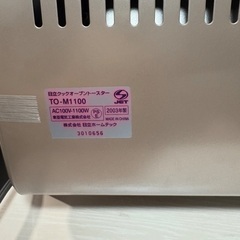 日立クックオーブントースター
TO-M1100
JET
AC100V-1100W
2003年製
MADE IN CHINA
株式会社 日立ホームテック
3010656